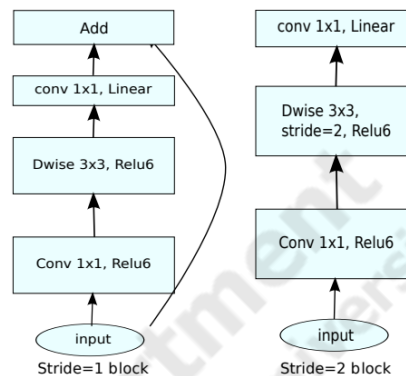 Add
conv 1x1, Linear
Dwise 3x3, Relu6
Conv 1x1, Relu6
input
Stride=1 block
conv 1x1, Linear
Dwise 3x3,
stride=2, Relu6
Conv 1x1, Relu6
input
Stride=2 block